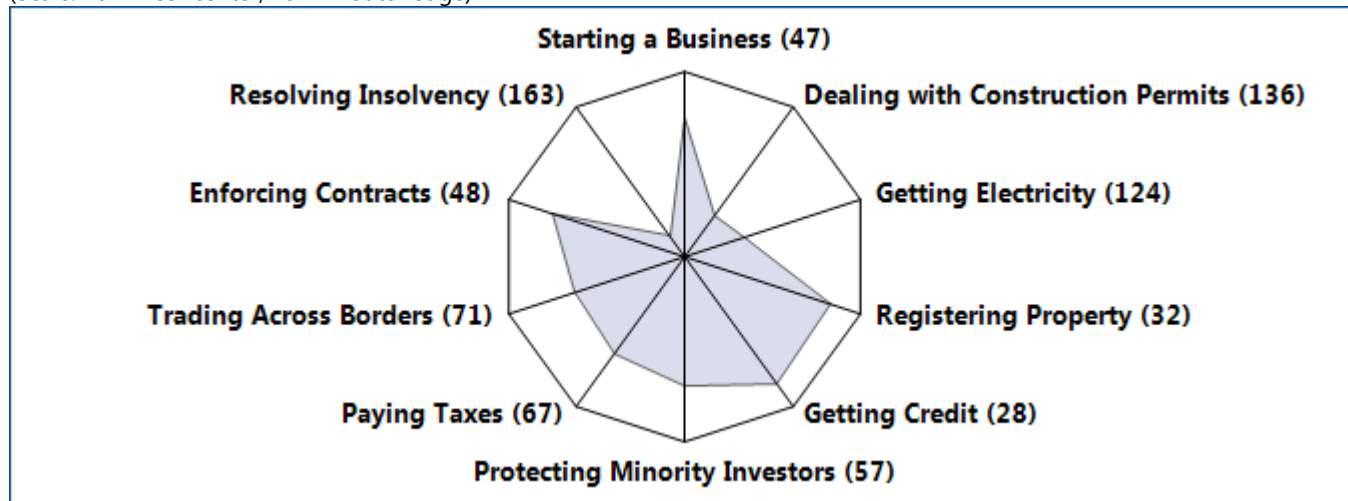 Starting a Business (47)
Resolving Insolvency (163)
Dealing with Construction Permits (136)
Enforcing Contracts (48)
Getting Electricity (124)
Trading Across Borders (71)
Registering Property (32)
Paying Taxes (67)
Getting Credit (28)
Protecting Minority Investors (57)